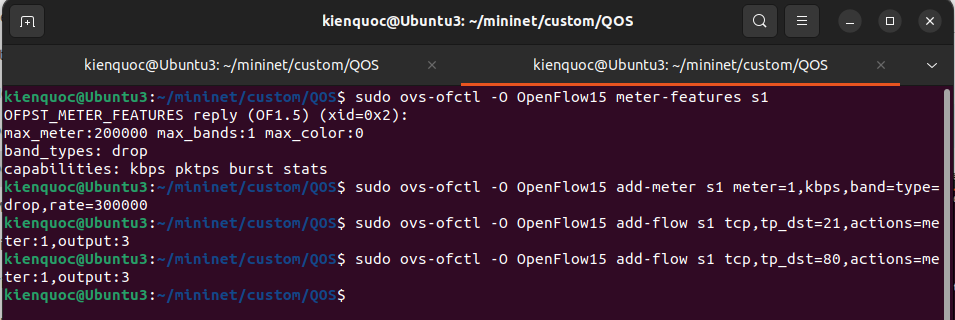 kienquoc@Ubuntu3: ~/mininet/custom/QOS
kienquoc@Ubuntu3: ~/mininet/custom/QOS
kienquoc@Ubuntu3: ~/mininet/custom/QOS
kienquoc@Ubuntu3:~/mininet/custom/QOS$ sudo ovs-ofctl -O OpenFlow15 meter-features s1
OFPST_METER_FEATURES reply (OF1.5) (xid=0x2):
max_meter:200000 max_bands:1 max_color:0
band_types: drop
capabilities: kbps pktps burst stats
kienquoc@Ubuntu3:~/mininet/custom/QOS$ sudo ovs-ofctl -O OpenFlow15 add-meter s1 meter=1,kbps,band=type=
drop,rate=300000
kienquoc@Ubuntu3:~/mininet/custom/QOS$ sudo ovs-ofctl -O OpenFlow15 add-flow s1 tcp,tp_dst=21,actions=me
ter:1,output:3
kienquoc@Ubuntu3:~/mininet/custom/QOS$ sudo ovs-ofctl -O OpenFlow15 add-flow s1 tcp,tp_dst=80,actions=me
ter:1,output:3
kienquoc@Ubuntu3:~/mininet/custom/QOS$